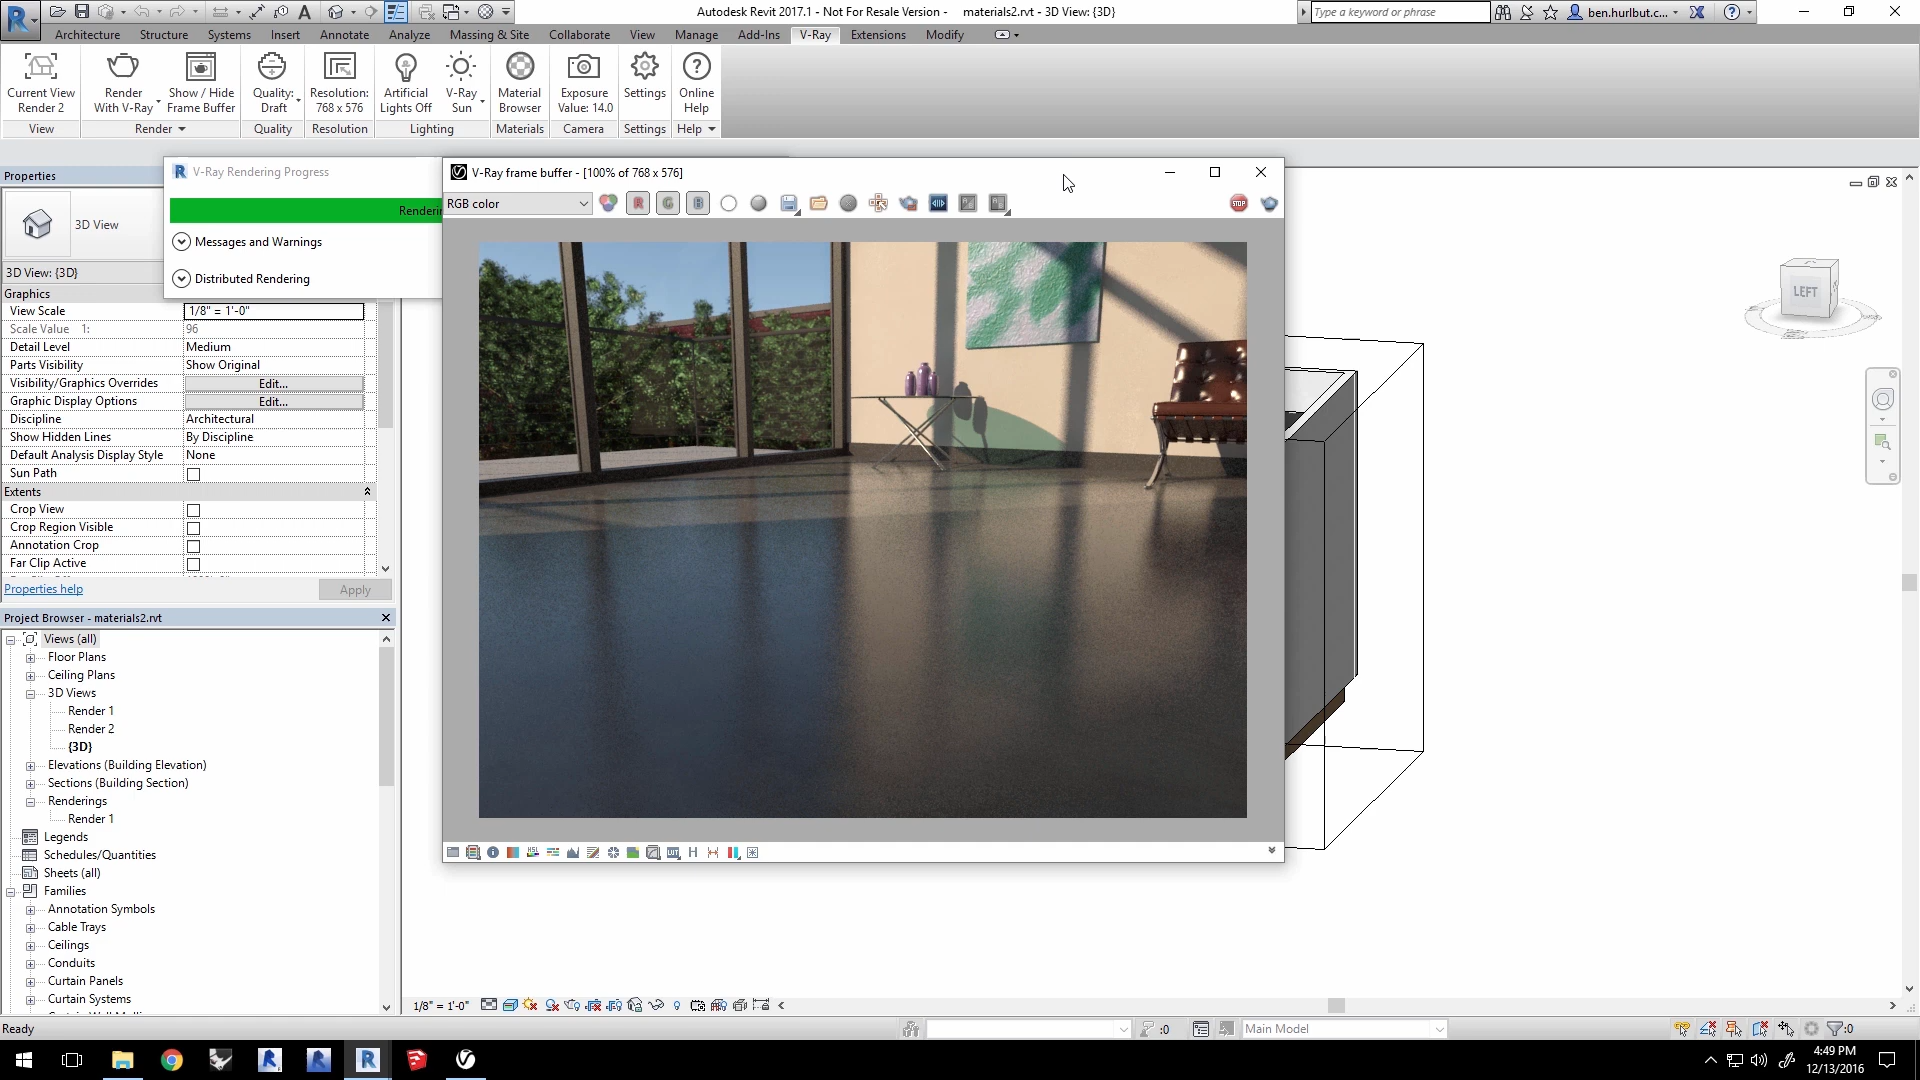 Autodesk Revit 2017.1 - Not For Resale Version - materials2.rvt - 3D View: {3D}
Type a keyword or phrase
ben.hurlbut.c...
Architecture Structure Systems Insert Annotate Analyze Massing & Site Collaborate View Manage Add-Ins V-Ray Extensions Modify
Current View
Render 2
Render
With V-Ray
Show / Hide
Frame Buffer
Quality:
Draft
Resolution:
768 x 576
Artificial
Lights Off
V-Ray
Sun
Material
Browser
Exposure
Value: 14.0
Settings
Online
Help
View Render Quality Resolution Lighting Materials Camera Settings Help
Properties
3D View
3D View: {3D}
Graphics
View Scale 1/8" = 1'-0"
Scale Value 1: 96
Detail Level Medium
Parts Visibility Show Original
Visibility/Graphics Overrides Edit...
Graphic Display Options Edit...
Discipline Architectural
Show Hidden Lines By Discipline
Default Analysis Display Style None
Sun Path
Extents
Crop View
Crop Region Visible
Annotation Crop
Far Clip Active
Properties help Apply
V-Ray Rendering Progress
Renderin
Messages and Warnings
Distributed Rendering
V-Ray frame buffer - [100% of 768 x 576]
RGB color
R G B
STOP
HSL
LUT
H
LEFT
Project Browser - materials2.rvt
Views (all)
Floor Plans
Ceiling Plans
3D Views
Render 1
Render 2
{3D}
Elevations (Building Elevation)
Sections (Building Section)
Renderings
Render 1
Legends
Schedules/Quantities
Sheets (all)
Families
Annotation Symbols
Cable Trays
Ceilings
Conduits
Curtain Panels
Curtain Systems
1/8" = 1'-0"
Ready
:0
Main Model
:0
4:49 PM
12/13/2016